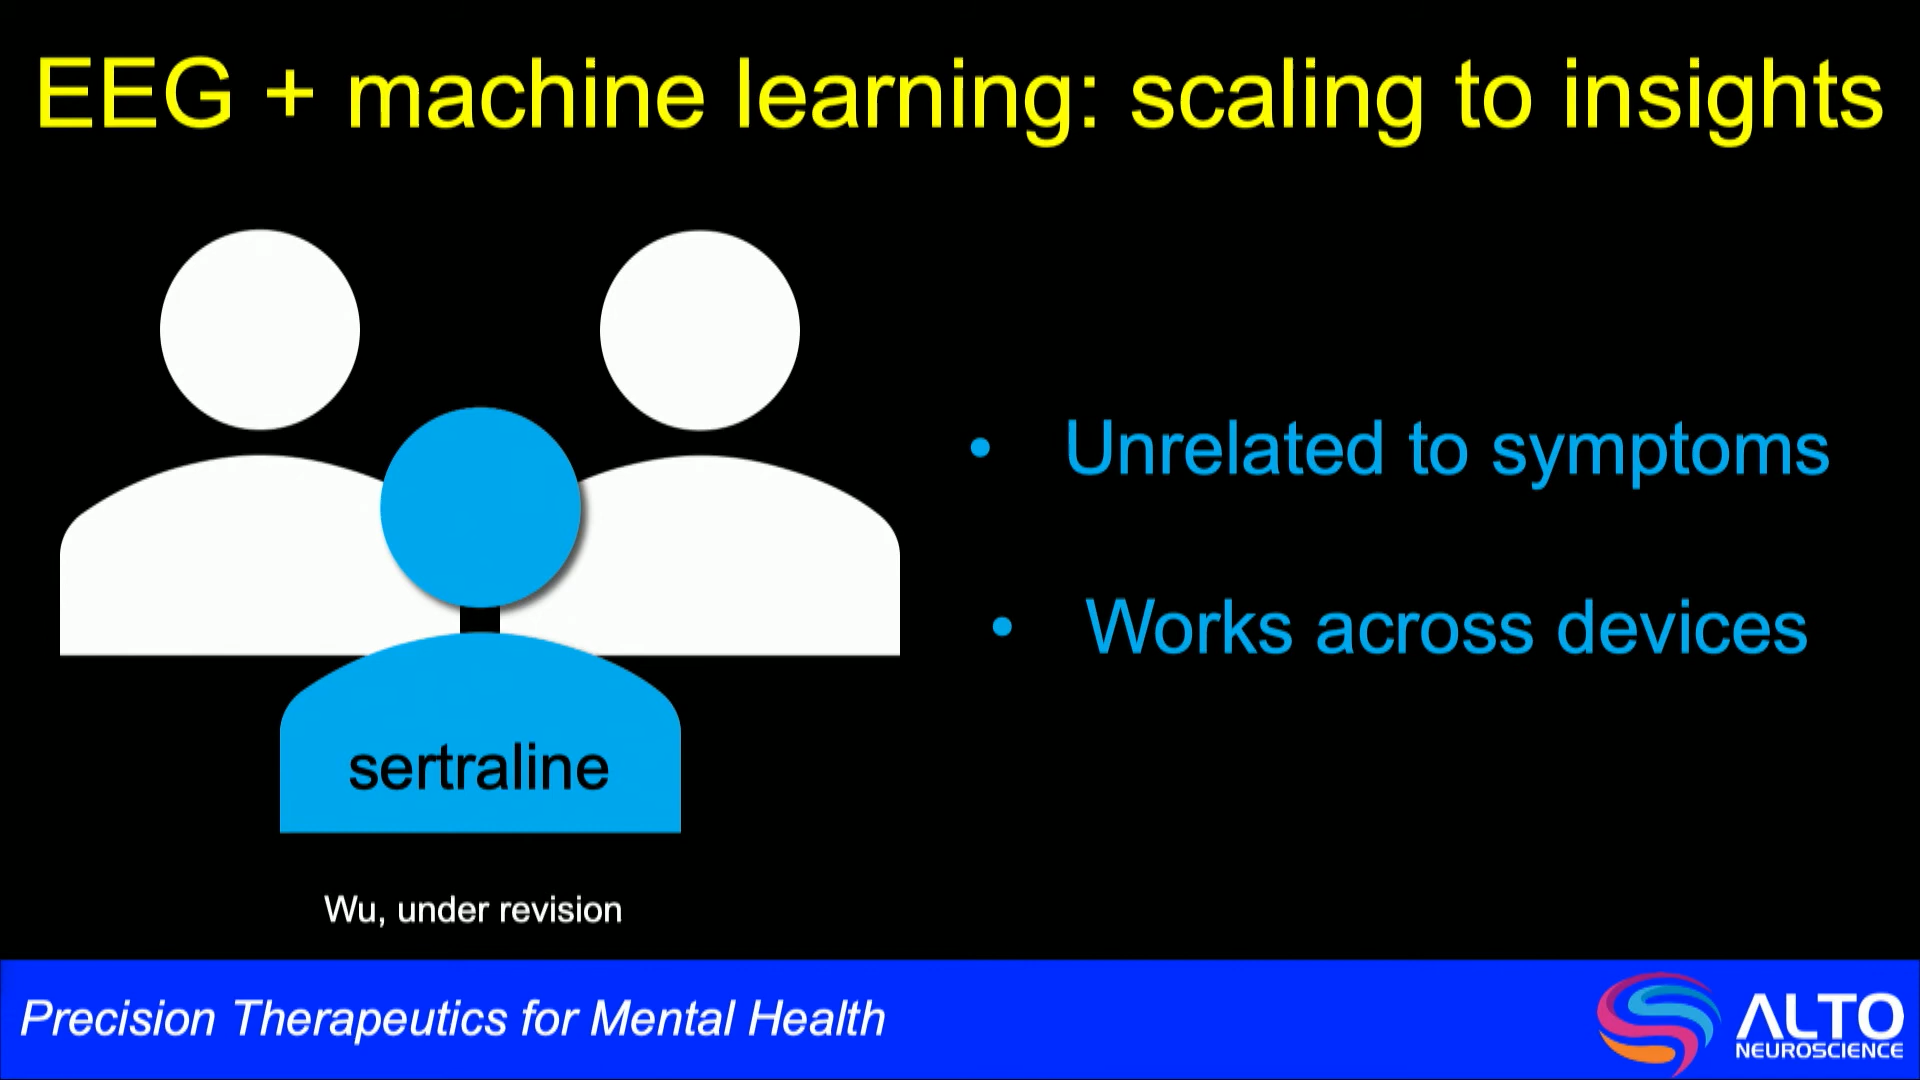 EEG + machine learning: scaling to insights
• Unrelated to symptoms
• Works across devices
sertraline
Wu, under revision
Precision Therapeutics for Mental Health
ALTO
NEUROSCIENCE